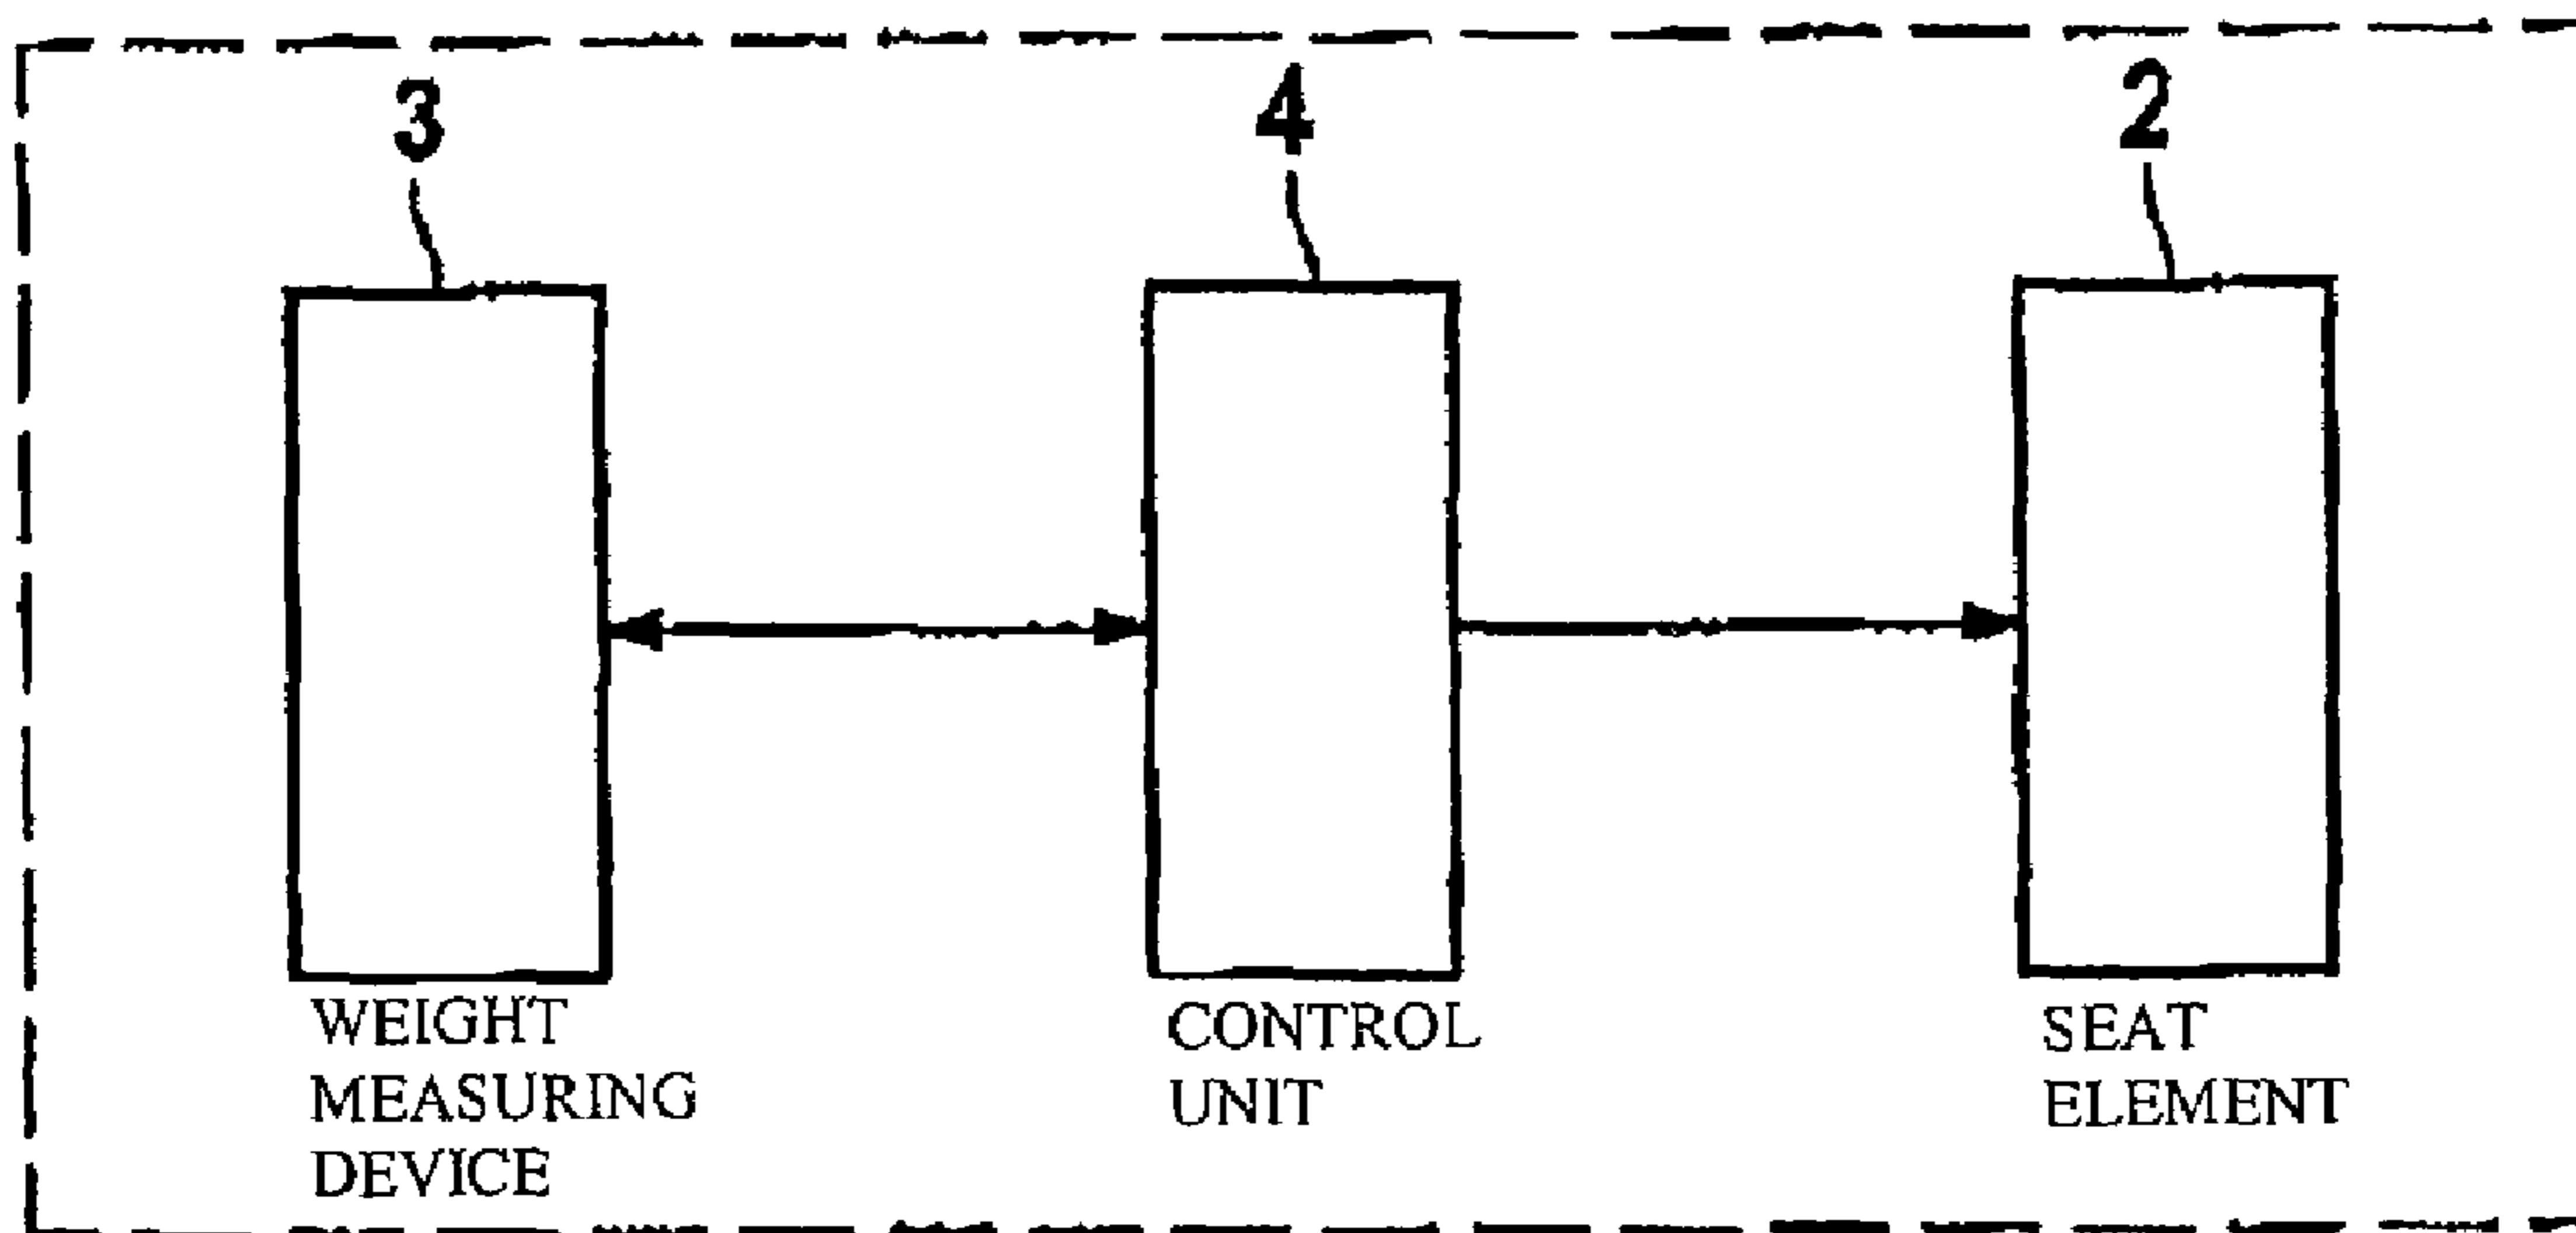 3
4
2
WEIGHT
MEASURING
DEVICE
CONTROL
UNIT
SEAT
ELEMENT